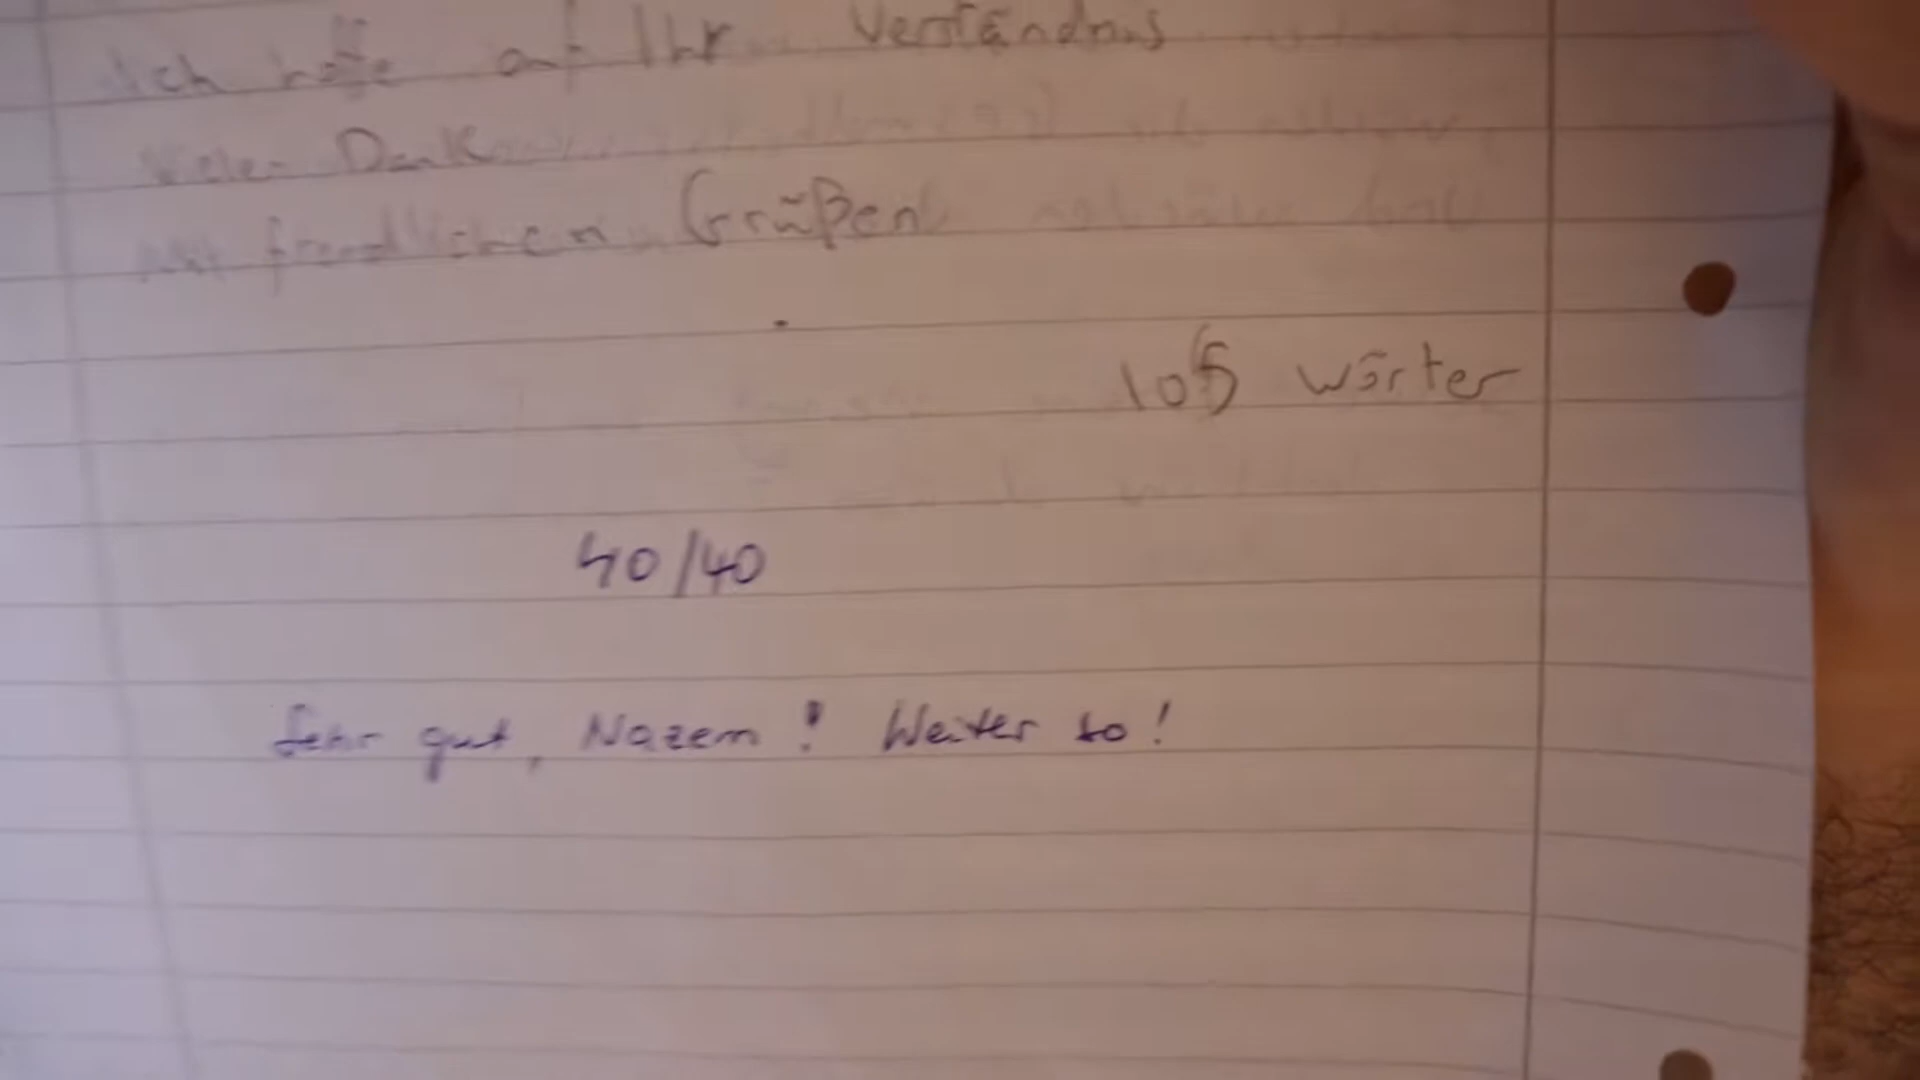 Ich hoffe auf Ihr Verständnis
Vielen Dank
Mit freundlichen Grüßen
105 Wörter
40/40
Sehr gut, Nazem! Weiter so!